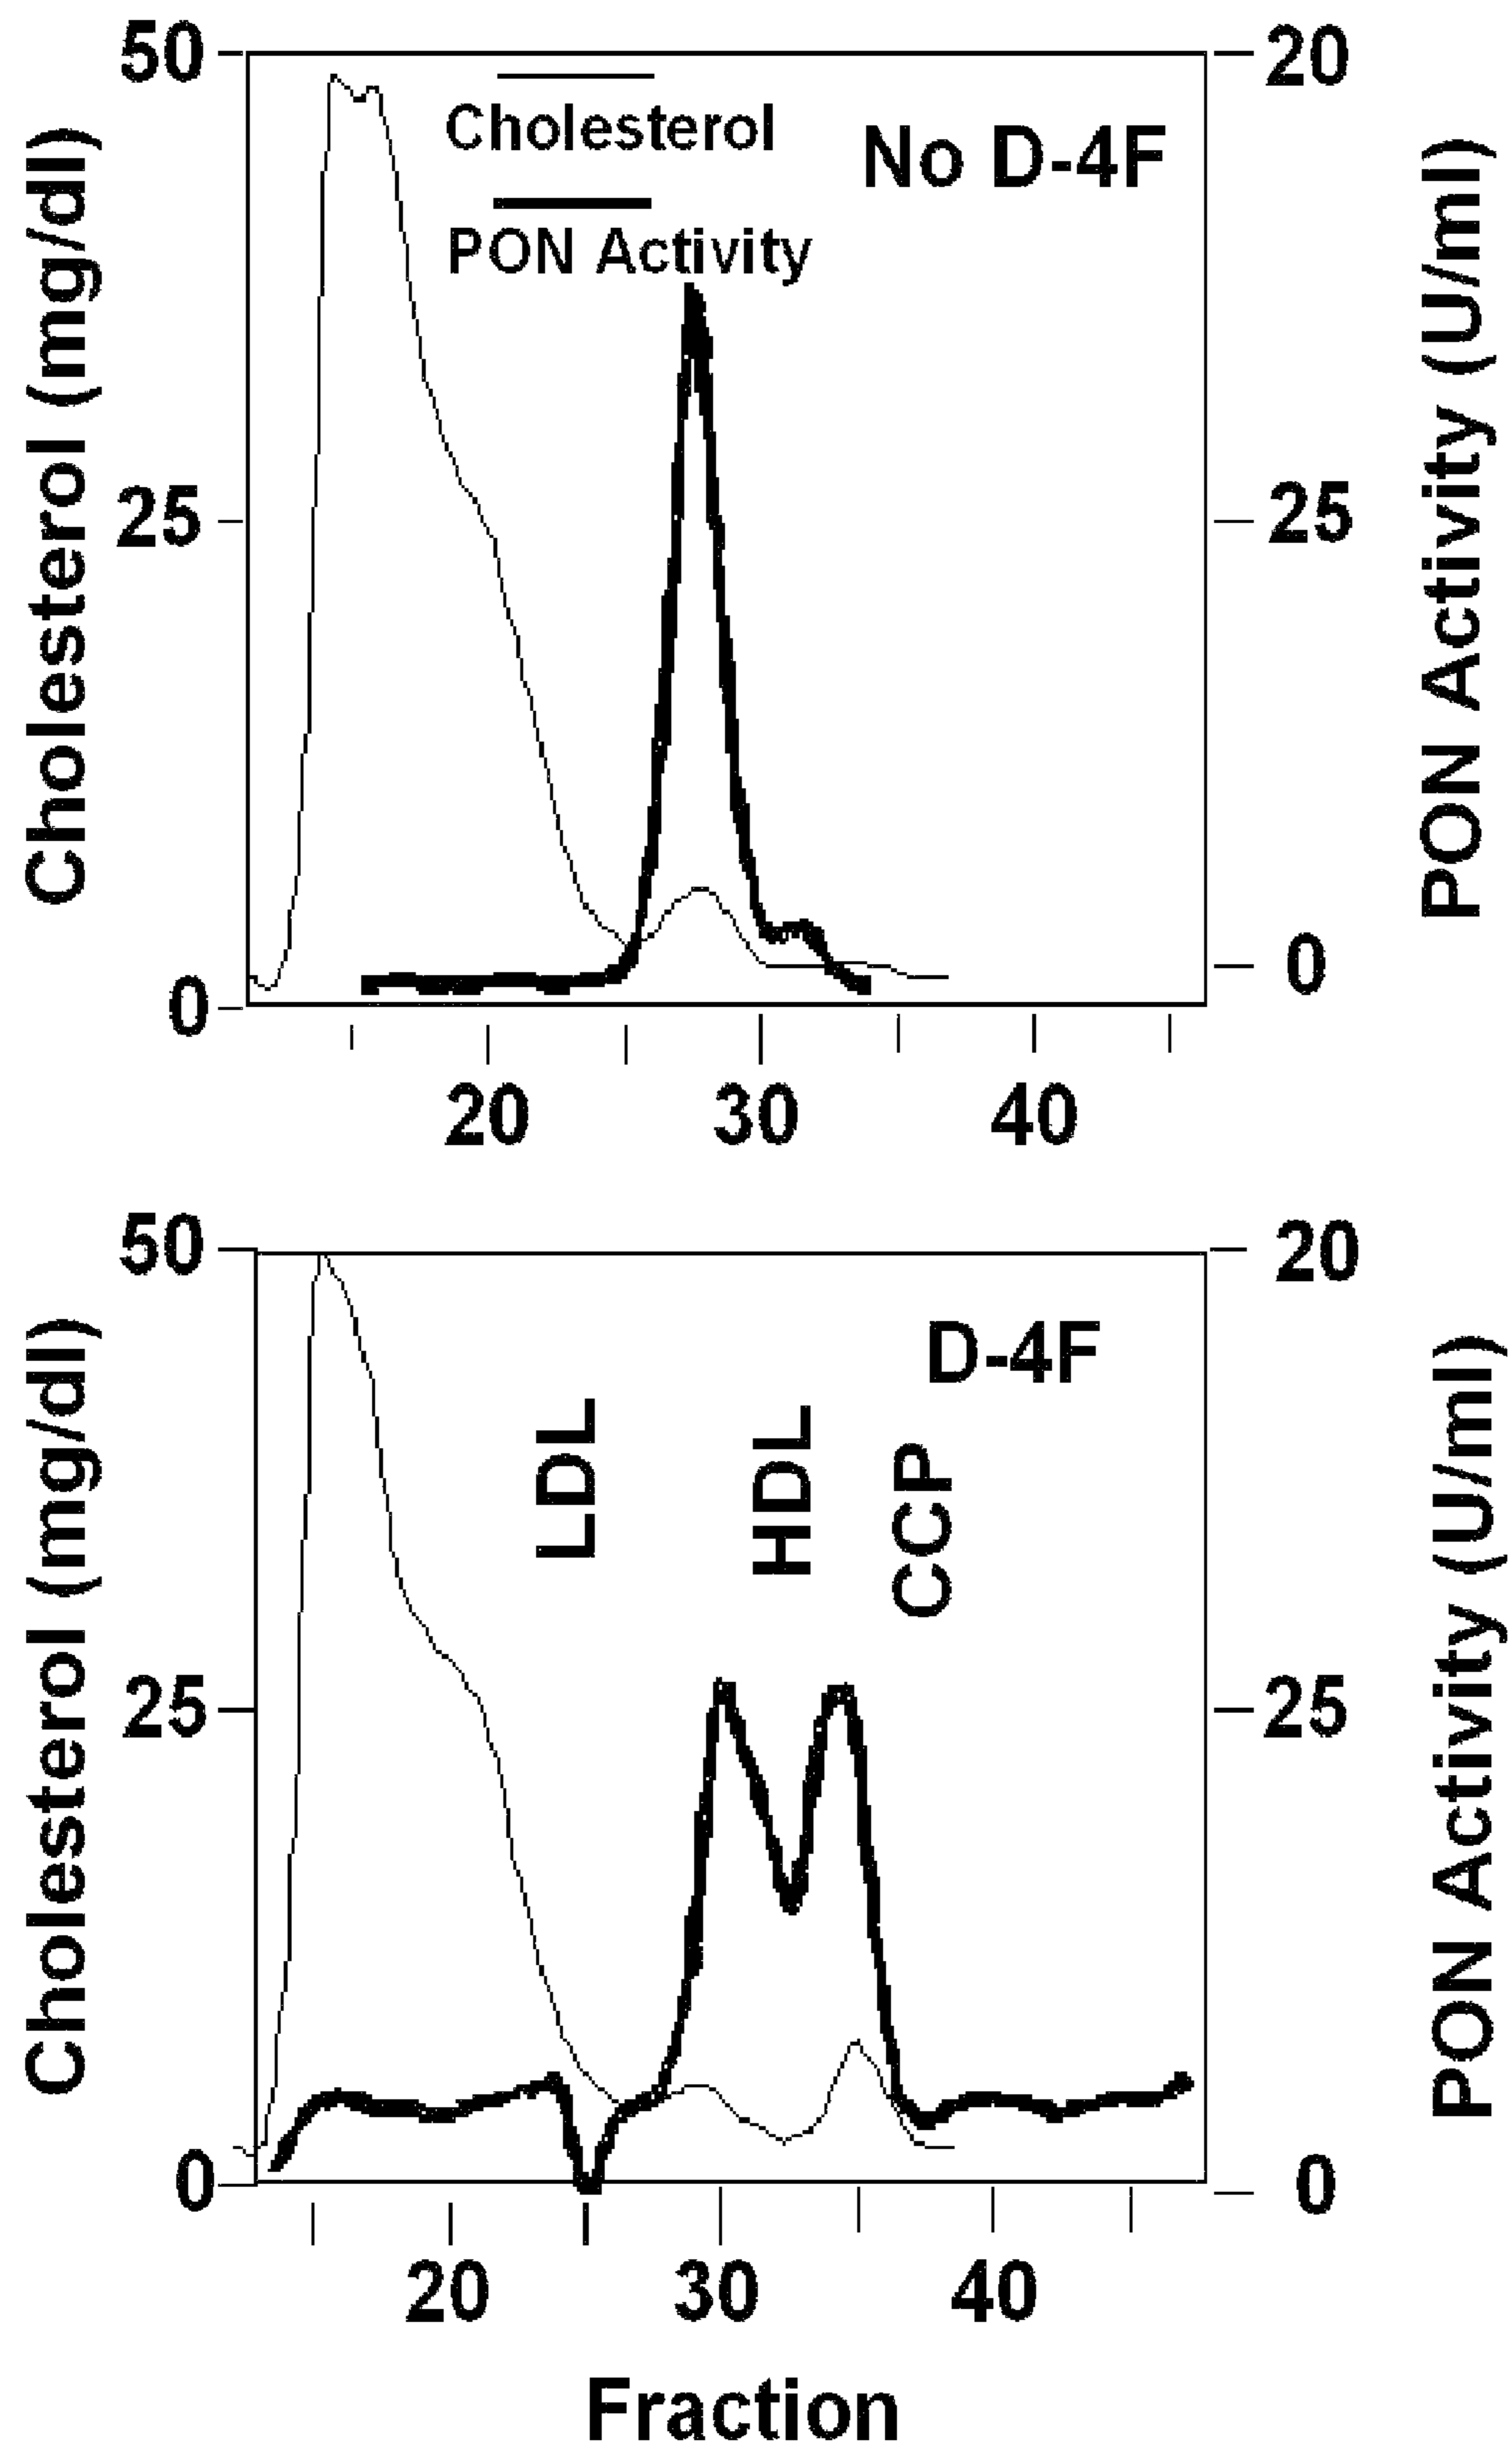 50
20
Cholesterol
No D-4F
PON Activity
Cholesterol (mg/dl)
PON Activity (U/ml)
25
25
0
0
20
30
40
50
20
D-4F
LDL
HDL
CCP
Cholesterol (mg/dl)
PON Activity (U/ml)
25
25
0
0
20
30
40
Fraction